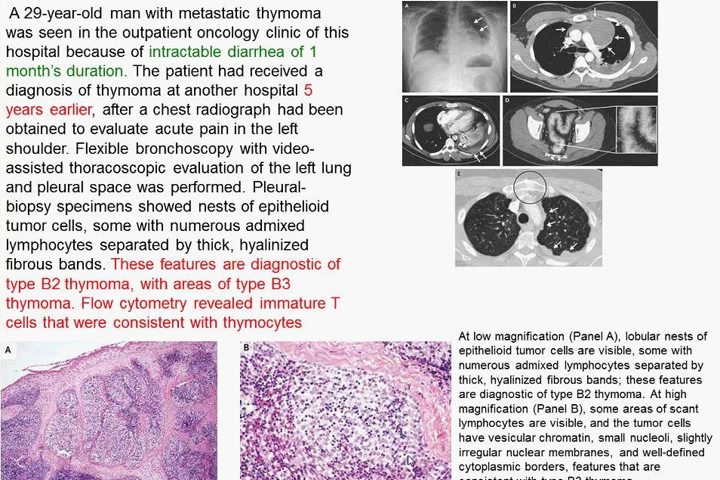 A 29-year-old man with metastatic thymoma
was seen in the outpatient oncology clinic of this
hospital because of intractable diarrhea of 1
month's duration. The patient had received a
diagnosis of thymoma at another hospital 5
years earlier, after a chest radiograph had been
obtained to evaluate acute pain in the left
shoulder. Flexible bronchoscopy with video-
assisted thoracoscopic evaluation of the left lung
and pleural space was performed. Pleural-
biopsy specimens showed nests of epithelioid
tumor cells, some with numerous admixed
lymphocytes separated by thick, hyalinized
fibrous bands. These features are diagnostic of
type B2 thymoma, with areas of type B3
thymoma. Flow cytometry revealed immature T
cells that were consistent with thymocytes
A
B
C
D
E
A
B
At low magnification (Panel A), lobular nests of
epithelioid tumor cells are visible, some with
numerous admixed lymphocytes separated by
thick, hyalinized fibrous bands; these features
are diagnostic of type B2 thymoma. At high
magnification (Panel B), some areas of scant
lymphocytes are visible, and the tumor cells
have vesicular chromatin, small nucleoli, slightly
irregular nuclear membranes, and well-defined
cytoplasmic borders, features that are
consistent with type B3 thymoma.